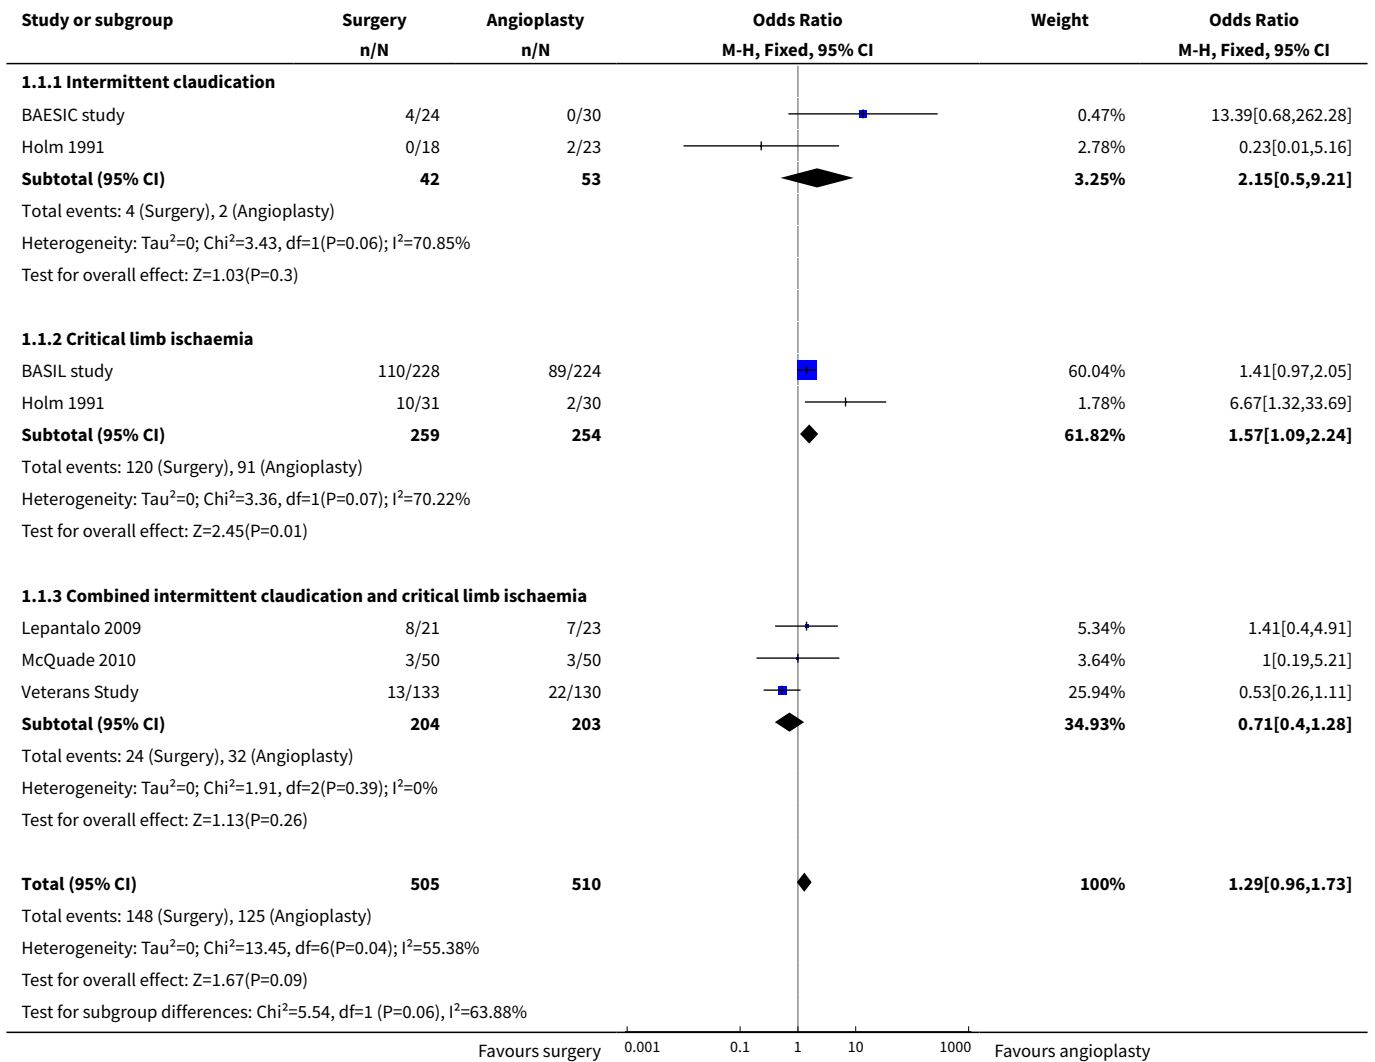 Study or subgroup Surgery Angioplasty Odds Ratio Weight Odds Ratio
n/N n/N M-H, Fixed, 95% CI M-H, Fixed, 95% CI
1.1.1 Intermittent claudication
BAESIC study 4/24 0/30 0.47% 13.39[0.68,262.28]
Holm 1991 0/18 2/23 2.78% 0.23[0.01,5.16]
Subtotal (95% CI) 42 53 3.25% 2.15[0.5,9.21]
Total events: 4 (Surgery), 2 (Angioplasty)
Heterogeneity: Tau²=0; Chi²=3.43, df=1(P=0.06); I²=70.85%
Test for overall effect: Z=1.03(P=0.3)
1.1.2 Critical limb ischaemia
BASIL study 110/228 89/224 60.04% 1.41[0.97,2.05]
Holm 1991 10/31 2/30 1.78% 6.67[1.32,33.69]
Subtotal (95% CI) 259 254 61.82% 1.57[1.09,2.24]
Total events: 120 (Surgery), 91 (Angioplasty)
Heterogeneity: Tau²=0; Chi²=3.36, df=1(P=0.07); I²=70.22%
Test for overall effect: Z=2.45(P=0.01)
1.1.3 Combined intermittent claudication and critical limb ischaemia
Lepantalo 2009 8/21 7/23 5.34% 1.41[0.4,4.91]
McQuade 2010 3/50 3/50 3.64% 1[0.19,5.21]
Veterans Study 13/133 22/130 25.94% 0.53[0.26,1.11]
Subtotal (95% CI) 204 203 34.93% 0.71[0.4,1.28]
Total events: 24 (Surgery), 32 (Angioplasty)
Heterogeneity: Tau²=0; Chi²=1.91, df=2(P=0.39); I²=0%
Test for overall effect: Z=1.13(P=0.26)
Total (95% CI) 505 510 100% 1.29[0.96,1.73]
Total events: 148 (Surgery), 125 (Angioplasty)
Heterogeneity: Tau²=0; Chi²=13.45, df=6(P=0.04); I²=55.38%
Test for overall effect: Z=1.67(P=0.09)
Test for subgroup differences: Chi²=5.54, df=1 (P=0.06), I²=63.88%
Favours surgery 0.001 0.1 1 10 1000 Favours angioplasty